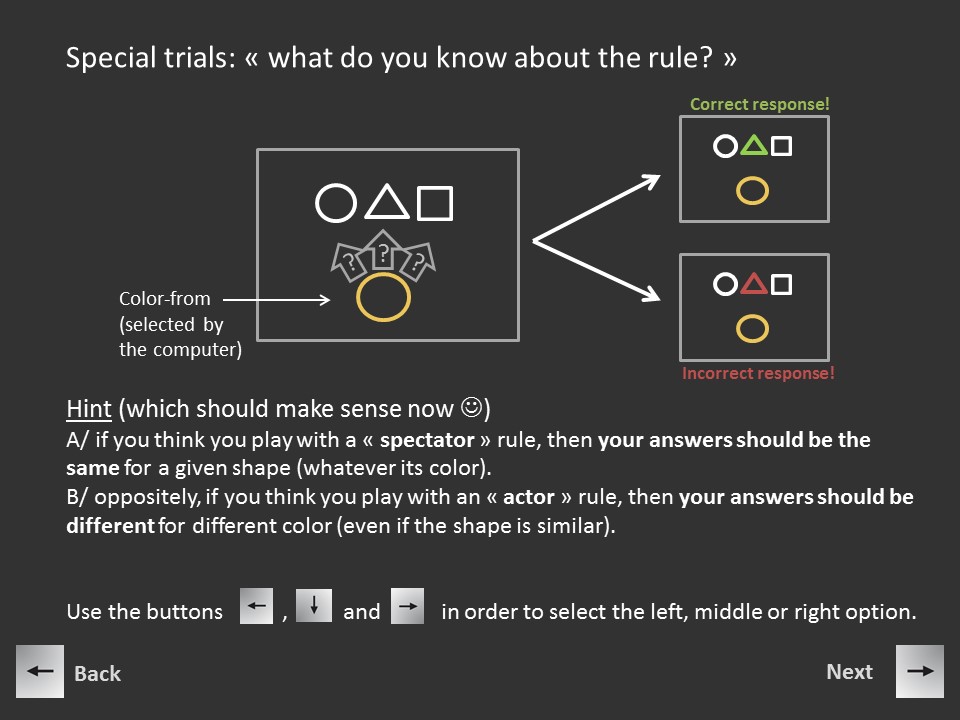 Special trials: « what do you know about the rule? »
Correct response!
? ? ?
Color-from
(selected by
the computer)
Incorrect response!
Hint (which should make sense now ☺)
A/ if you think you play with a « spectator » rule, then your answers should be the
same for a given shape (whatever its color).
B/ oppositely, if you think you play with an « actor » rule, then your answers should be
different for different color (even if the shape is similar).
Use the buttons ← , ↓ and → in order to select the left, middle or right option.
← Back
Next →